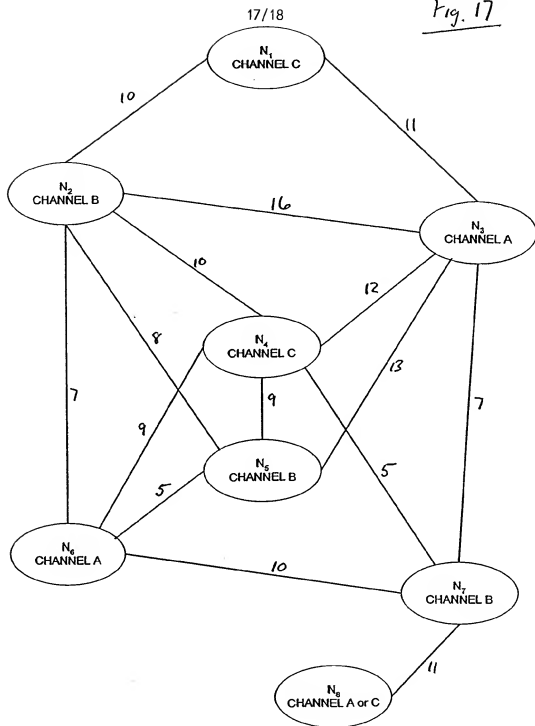 17/18
Fig. 17
N1
CHANNEL C
10
11
N2
CHANNEL B
16
N3
CHANNEL A
10
12
8
N4
CHANNEL C
13
7
9
9
7
5
N5
CHANNEL B
5
N6
CHANNEL A
10
N7
CHANNEL B
11
N8
CHANNEL A or C